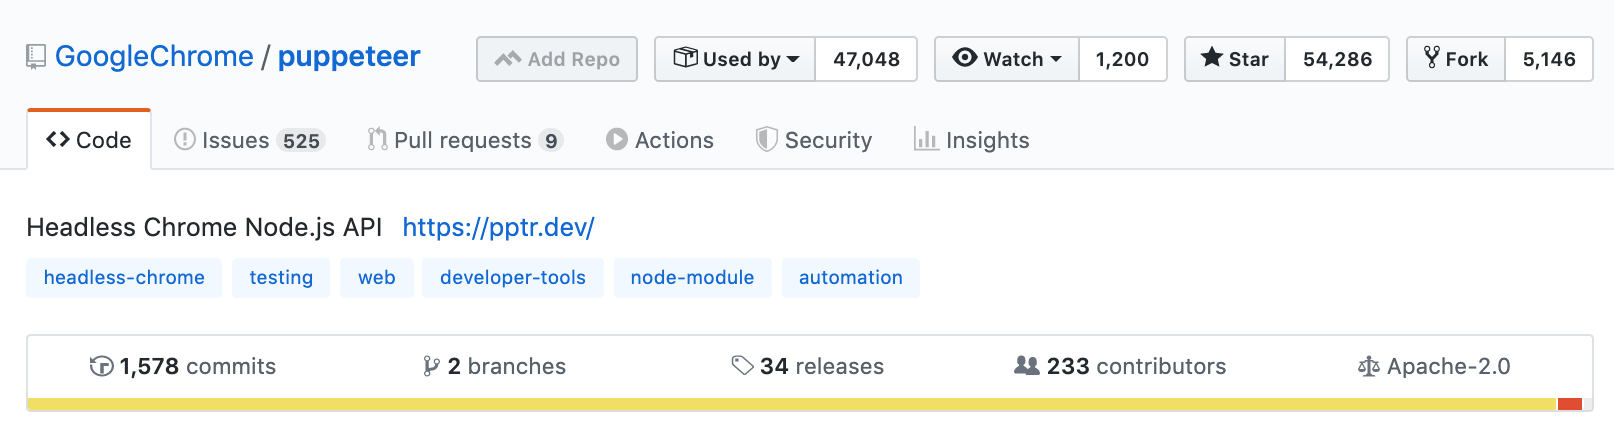 GoogleChrome / puppeteer Add Repo Used by 47,048 Watch 1,200 Star 54,286 Fork 5,146
Code Issues 525 Pull requests 9 Actions Security Insights
Headless Chrome Node.js API https://pptr.dev/
headless-chrome testing web developer-tools node-module automation
1,578 commits 2 branches 34 releases 233 contributors Apache-2.0